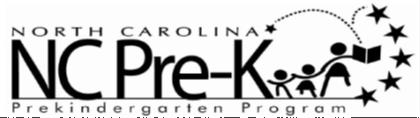 NORTH CAROLINA
NC Pre-K
Prekindergarten Program